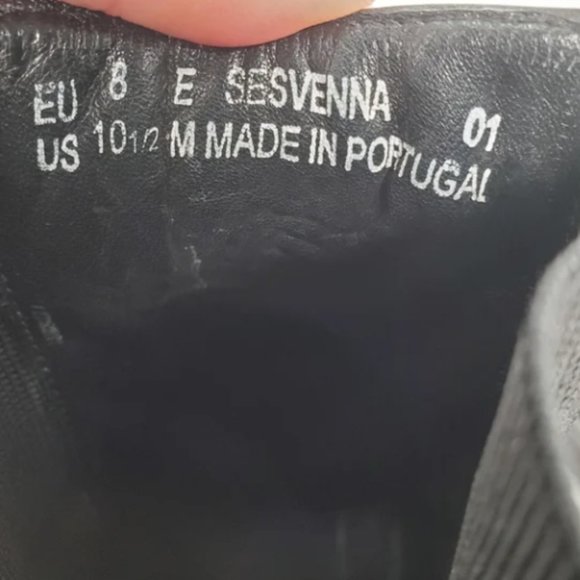 EU 8 E SESVENNA 01
US 10 1/2 M MADE IN PORTUGAL